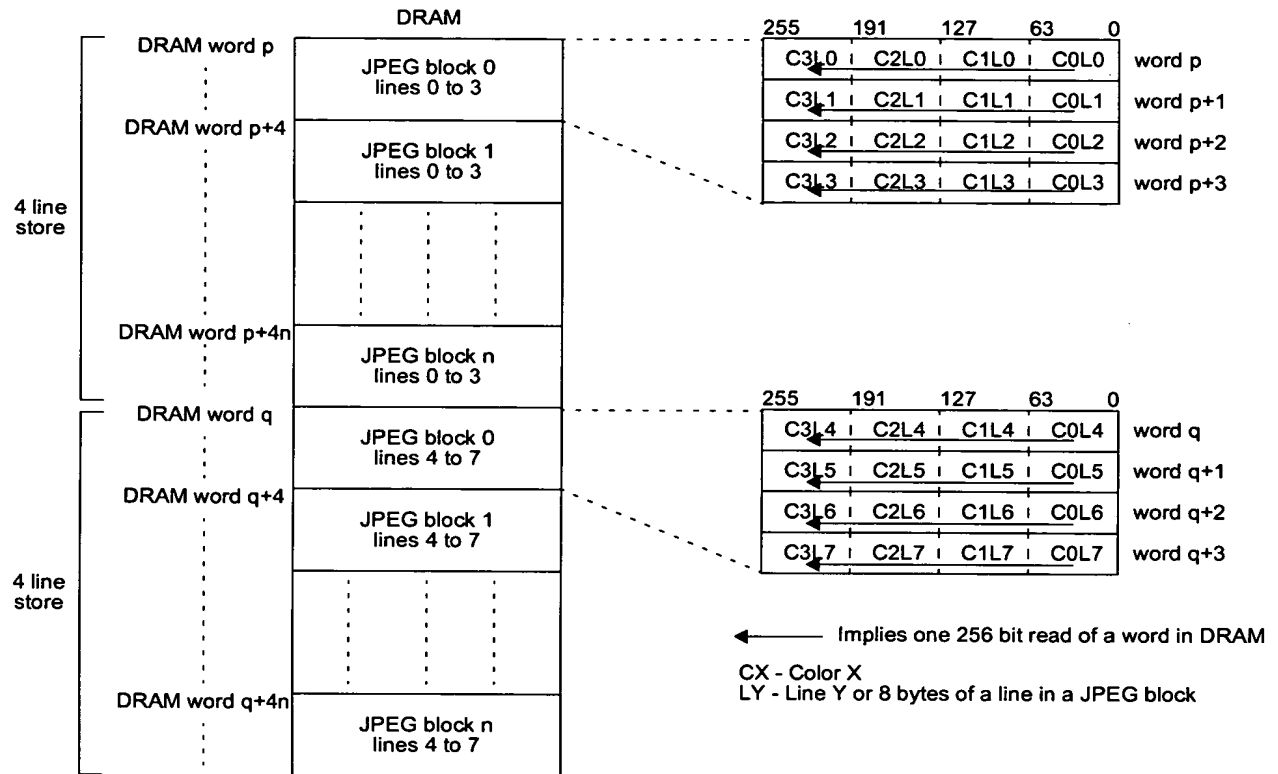 DRAM
DRAM word p
JPEG block 0
lines 0 to 3
DRAM word p+4
JPEG block 1
lines 0 to 3
4 line
store
DRAM word p+4n
JPEG block n
lines 0 to 3
255 191 127 63 0
C3L0 C2L0 C1L0 C0L0 word p
C3L1 C2L1 C1L1 C0L1 word p+1
C3L2 C2L2 C1L2 C0L2 word p+2
C3L3 C2L3 C1L3 C0L3 word p+3
DRAM word q
JPEG block 0
lines 4 to 7
DRAM word q+4
JPEG block 1
lines 4 to 7
4 line
store
DRAM word q+4n
JPEG block n
lines 4 to 7
255 191 127 63 0
C3L4 C2L4 C1L4 C0L4 word q
C3L5 C2L5 C1L5 C0L5 word q+1
C3L6 C2L6 C1L6 C0L6 word q+2
C3L7 C2L7 C1L7 C0L7 word q+3
Implies one 256 bit read of a word in DRAM
CX - Color X
LY - Line Y or 8 bytes of a line in a JPEG block